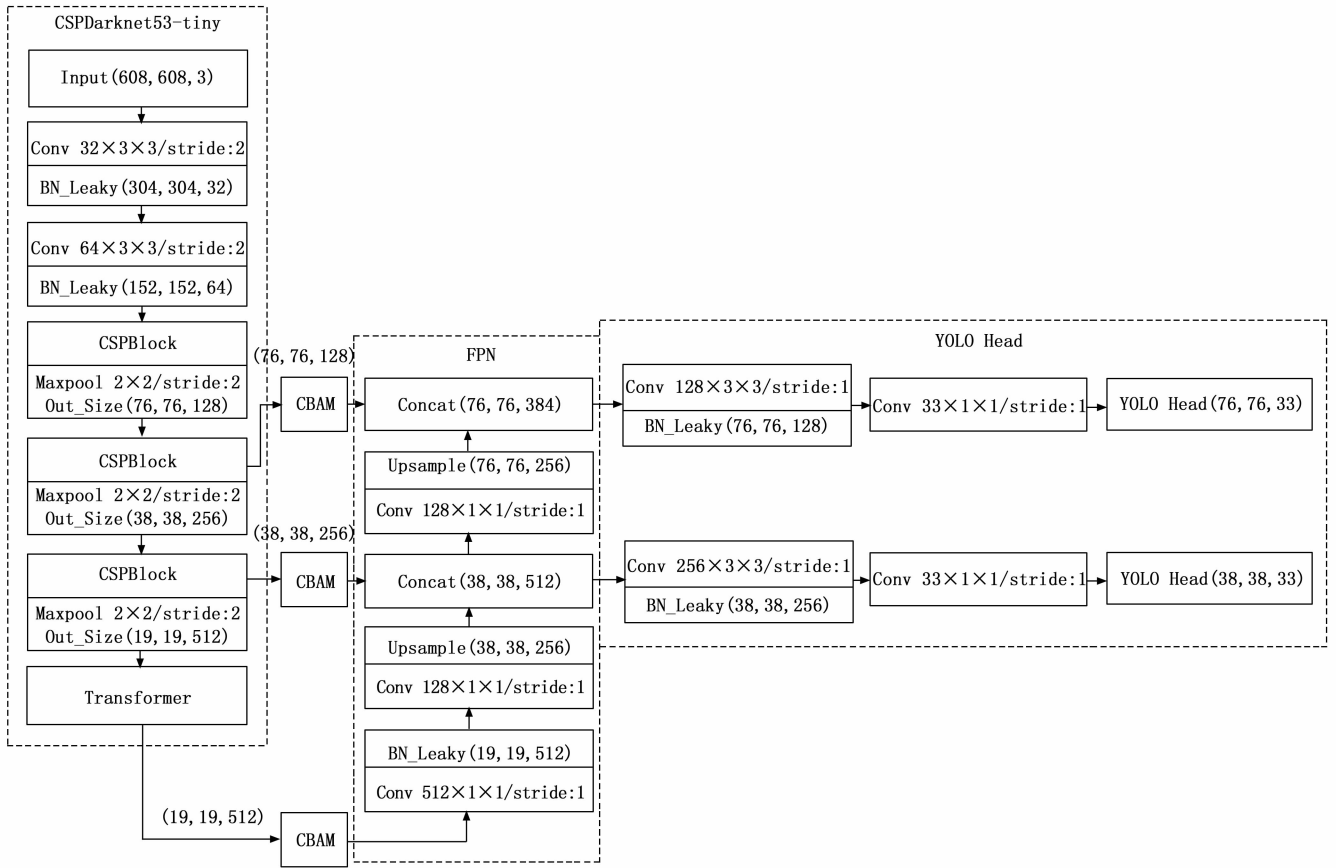 CSPDarknet53-tiny
Input(608,608,3)
Conv 32×3×3/stride:2
BN_Leaky(304,304,32)
Conv 64×3×3/stride:2
BN_Leaky(152,152,64)
CSPBlock
Maxpool 2×2/stride:2
Out_Size(76,76,128)
CSPBlock
Maxpool 2×2/stride:2
Out_Size(38,38,256)
CSPBlock
Maxpool 2×2/stride:2
Out_Size(19,19,512)
Transformer
(76,76,128)
CBAM
(38,38,256)
CBAM
(19,19,512)
CBAM
FPN
Concat(76,76,384)
Upsample(76,76,256)
Conv 128×1×1/stride:1
Concat(38,38,512)
Upsample(38,38,256)
Conv 128×1×1/stride:1
BN_Leaky(19,19,512)
Conv 512×1×1/stride:1
YOLO Head
Conv 128×3×3/stride:1
BN_Leaky(76,76,128)
Conv 33×1×1/stride:1
YOLO Head(76,76,33)
Conv 256×3×3/stride:1
BN_Leaky(38,38,256)
Conv 33×1×1/stride:1
YOLO Head(38,38,33)